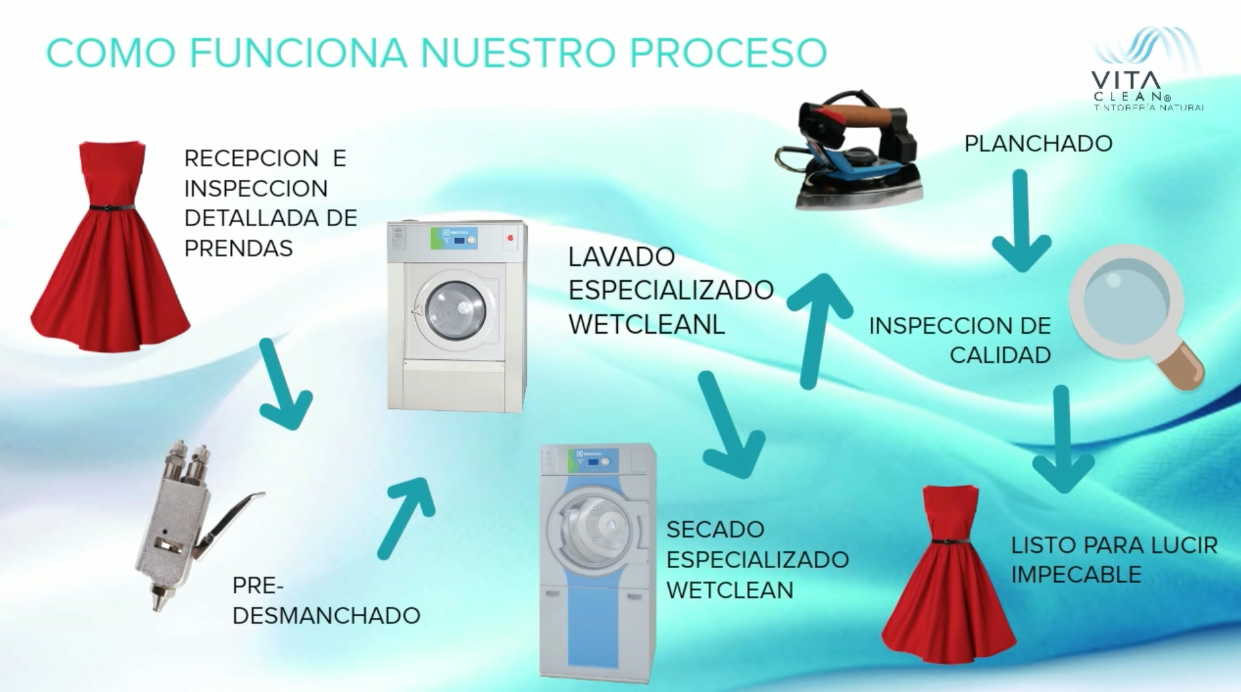 COMO FUNCIONA NUESTRO PROCESO
VITA
CLEAN®
TINTORERÍA NATURAL
RECEPCION E
INSPECCION
DETALLADA DE
PRENDAS
PRE-
DESMANCHADO
LAVADO
ESPECIALIZADO
WETCLEANL
SECADO
ESPECIALIZADO
WETCLEAN
PLANCHADO
INSPECCION DE
CALIDAD
LISTO PARA LUCIR
IMPECABLE